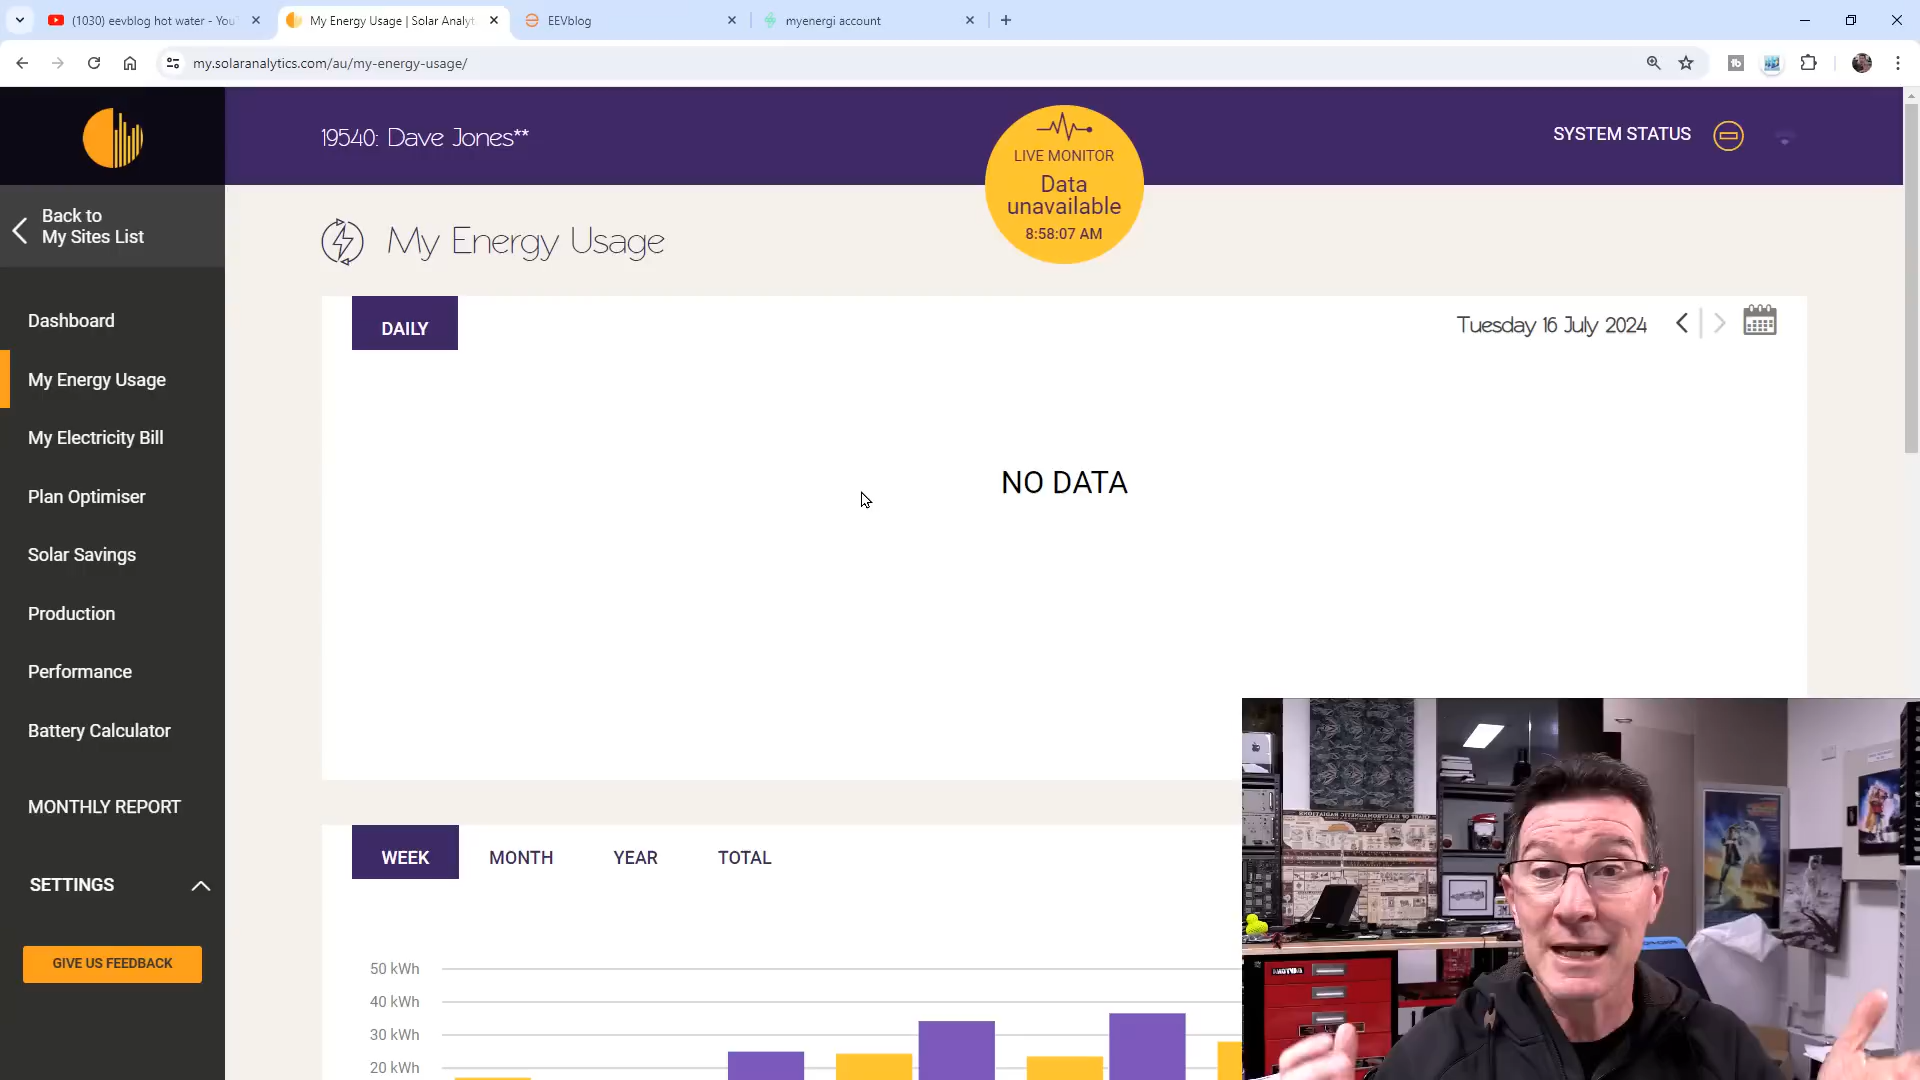 (1030) eevblog hot water - You
My Energy Usage | Solar Analyt
EEVblog
myenergi account
my.solaranalytics.com/au/my-energy-usage/
19540: Dave Jones**
LIVE MONITOR
Data
unavailable
8:58:07 AM
SYSTEM STATUS
Back to
My Sites List
My Energy Usage
DAILY
Tuesday 16 July 2024
NO DATA
Dashboard
My Energy Usage
My Electricity Bill
Plan Optimiser
Solar Savings
Production
Performance
Battery Calculator
MONTHLY REPORT
SETTINGS
GIVE US FEEDBACK
WEEK
MONTH
YEAR
TOTAL
50 kWh
40 kWh
30 kWh
20 kWh